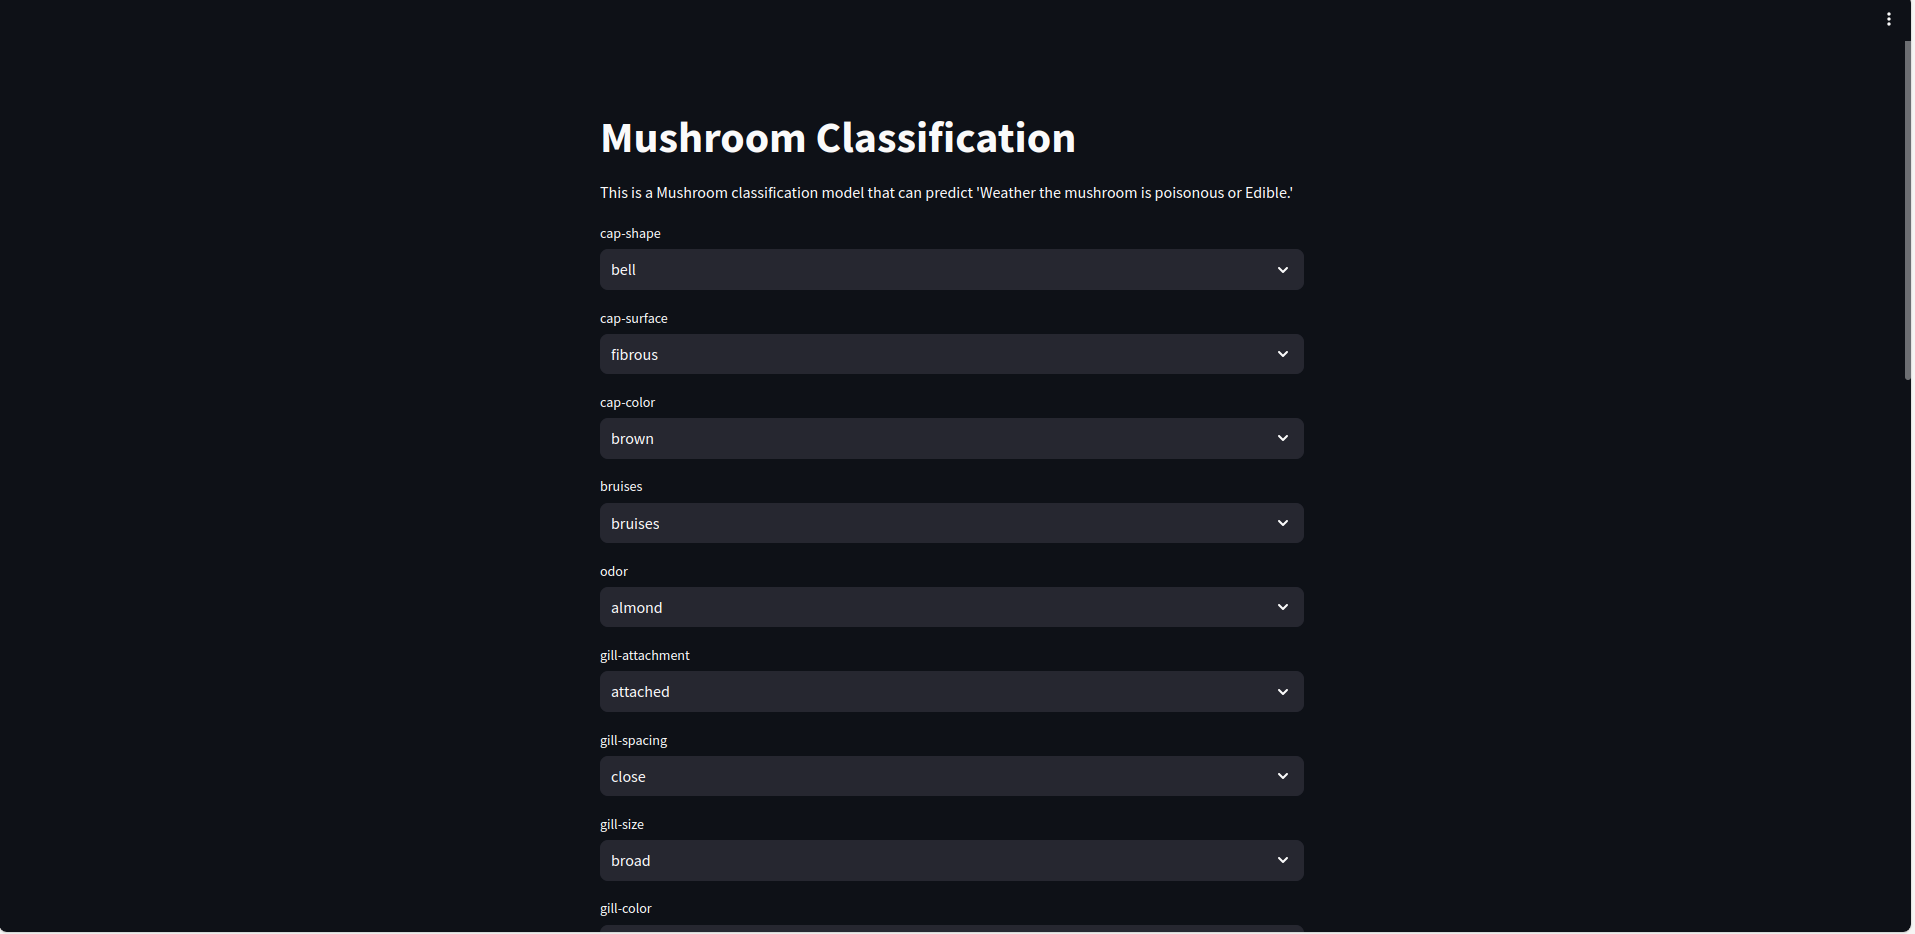 Mushroom Classification
This is a Mushroom classification model that can predict 'Weather the mushroom is poisonous or Edible.'
cap-shape
bell
cap-surface
fibrous
cap-color
brown
bruises
bruises
odor
almond
gill-attachment
attached
gill-spacing
close
gill-size
broad
gill-color